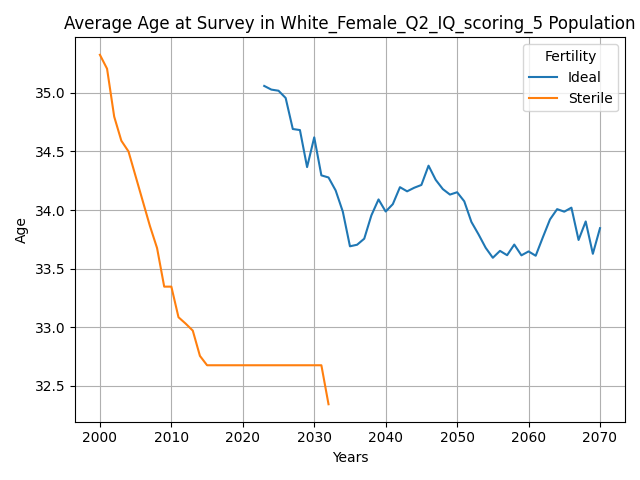 Average Age at Survey in White_Female_Q2_IQ_scoring_5 Population
Fertility
Ideal
Sterile
Age
35.0
34.5
34.0
33.5
33.0
32.5
2000 2010 2020 2030 2040 2050 2060 2070
Years